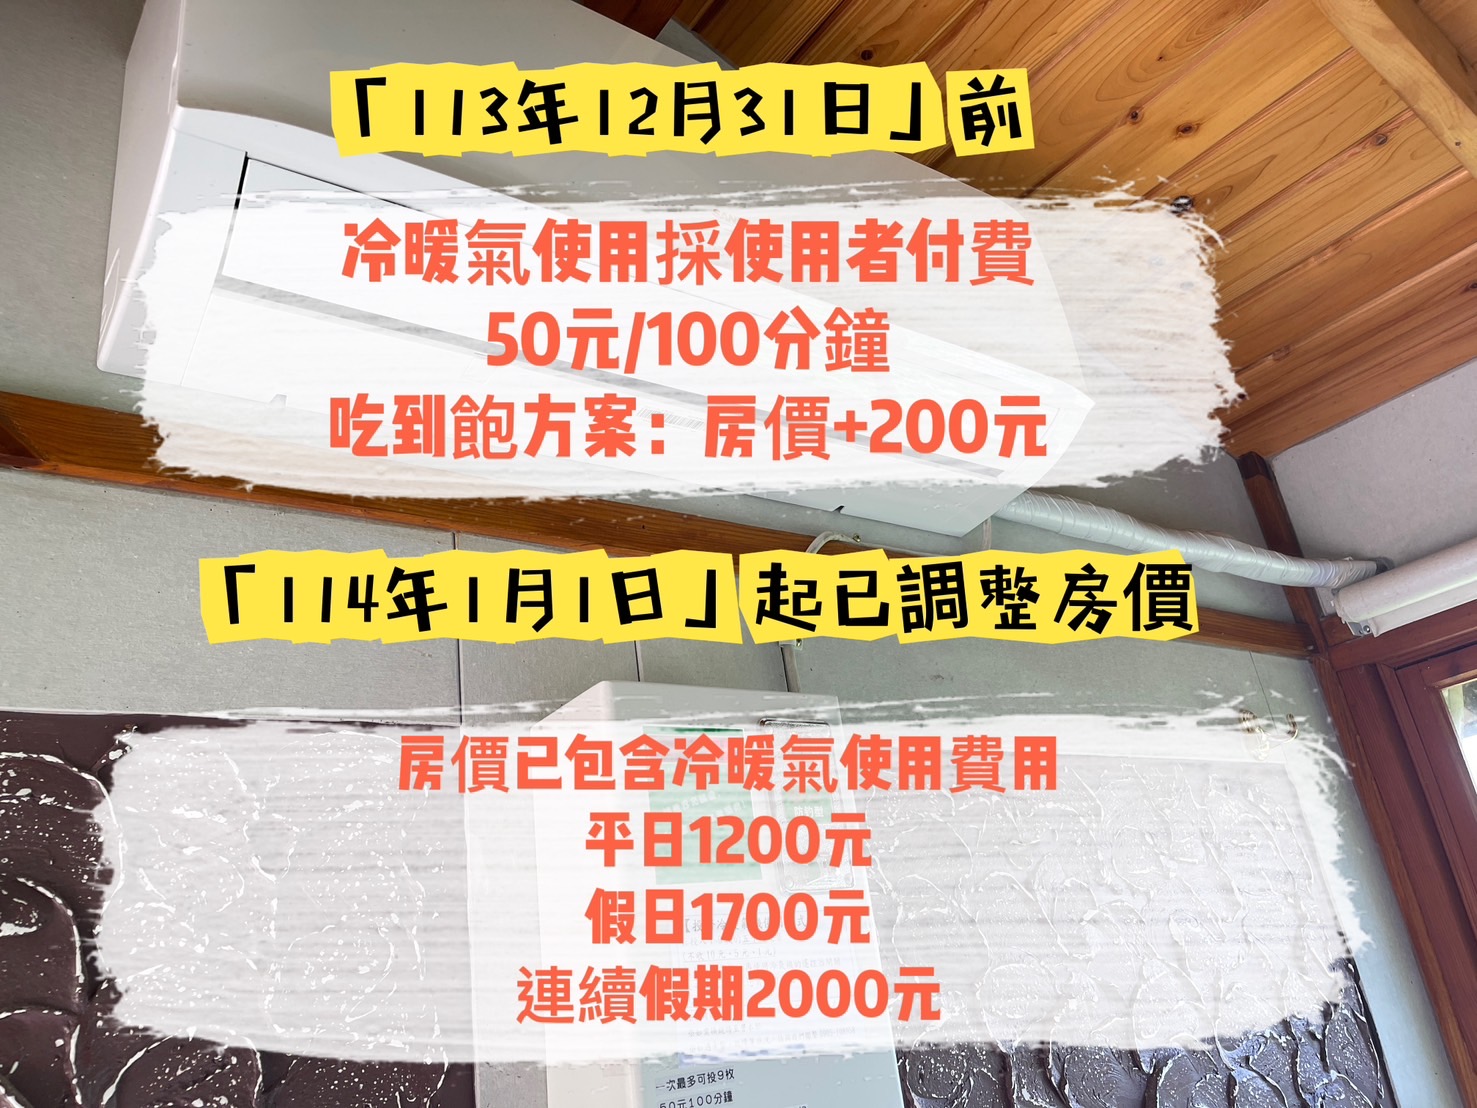 「113年12月31日」前
冷暖氣使用採使用者付費
50元/100分鐘
吃到飽方案：房價+200元
「114年1月1日」起已調整房價
房價已包含冷暖氣使用費用
平日1200元
假日1700元
連續假期2000元
一次最多可投9枚
50元100分鐘